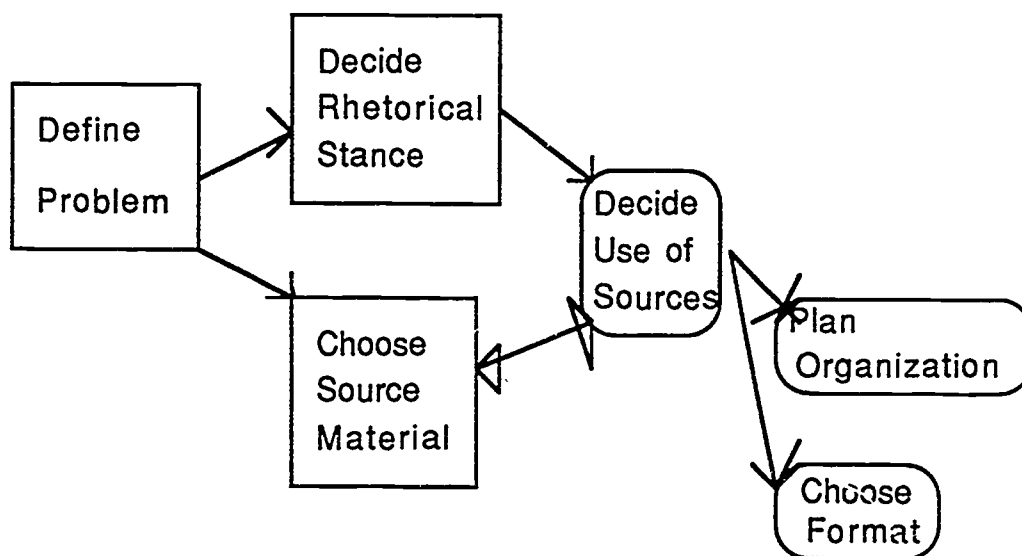 Define
Problem
Decide
Rhetorical
Stance
Choose
Source
Material
Decide
Use of
Sources
Plan
Organization
Choose
Format